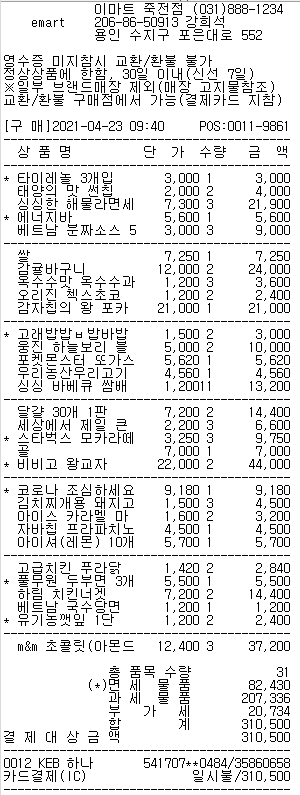 이마트 죽전점 (031)888-1234
emart 206-86-50913 강희석
용인 수지구 포은대로 552
영수증 미지참시 교환/환불 불가
정상상품에 한함, 30일 이내(신선 7일)
※일부 브랜드매장 제외(매장 고지물참조)
교환/환불 구매점에서 가능(결제카드 지참)
[구 매]2021-04-23 09:40 POS:0011-9861
상 품 명 단 가 수량 금 액
* 타이레놀 3개입 3,000 1 3,000
태양의 맛 썬칩 2,000 2 4,000
싱싱한 해물라면세 7,300 3 21,900
* 에너지바 5,600 1 5,600
베트남 분짜소스 5 3,000 3 9,000
쌀 7,250 1 7,250
감귤바구니 12,000 2 24,000
옥수수맛 옥수수과 1,200 3 3,600
오리진 첵스초코 1,200 2 2,400
감자칩의 왕 포카 21,000 1 21,000
* 고래밥밥ㅂ밥바밥 1,500 2 3,000
웅진 하늘보리 물 5,000 2 10,000
포켓몬스터 또가스 5,620 1 5,620
우리농산우리고기 4,560 1 4,560
싱싱 바베큐 쌈배 1,20011 13,200
달걀 30개 1판 7,200 2 14,400
세상에서 제일 큰 2,200 3 6,600
* 스타벅스 모카라떼 3,250 3 9,750
꿀 7,000 1 7,000
* 비비고 왕교자 22,000 2 44,000
* 코로나 조심하세요 9,180 1 9,180
김치찌개용 돼지고 1,500 3 4,500
아이스 카라멜 마 1,600 2 3,200
자바칩 프라파치노 4,500 1 4,500
아이셔(레몬) 10개 5,700 1 5,700
고급치킨 푸라닭 1,420 2 2,840
* 풀무원 두부면 3개 5,500 1 5,500
하림 치킨너겟 7,200 2 14,400
베트남 국수당면 1,200 1 1,200
* 유기농깻잎 1단 1,200 2 2,400
m&m 초콜릿(아몬드 12,400 3 37,200
총 품목 수량 31
(*)면 세 물 품 82,430
과 세 물 품 207,336
부 가 세 20,734
합 계 310,500
결 제 대 상 금 액 310,500
0012 KEB 하나 541707**0484/35860658
카드결제(IC) 일시불/310,500